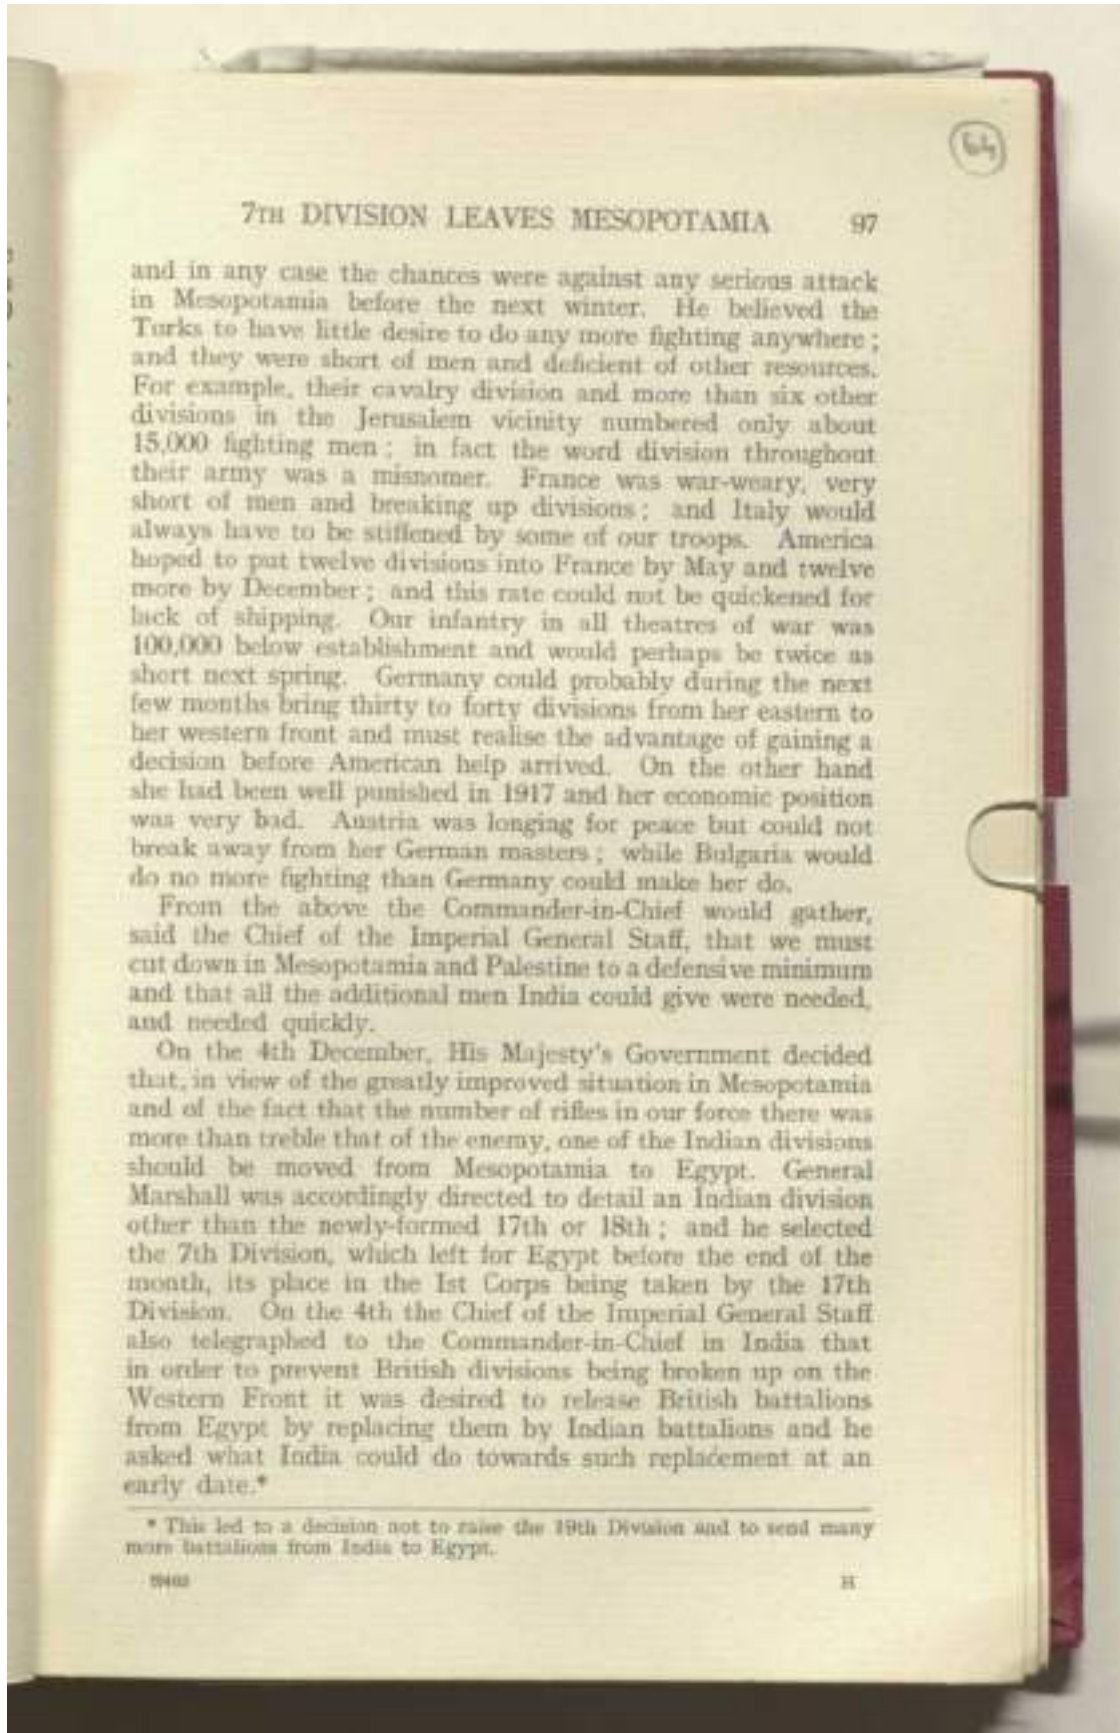 64
7TH DIVISION LEAVES MESOPOTAMIA 97
and in any case the chances were against any serious attack
in Mesopotamia before the next winter. He believed the
Turks to have little desire to do any more fighting anywhere;
and they were short of men and deficient of other resources.
For example, their cavalry division and more than six other
divisions in the Jerusalem vicinity numbered only about
15,000 fighting men; in fact the word division throughout
their army was a misnomer. France was war-weary, very
short of men and breaking up divisions; and Italy would
always have to be stiffened by some of our troops. America
hoped to put twelve divisions into France by May and twelve
more by December; and this rate could not be quickened for
lack of shipping. Our infantry in all theatres of war was
100,000 below establishment and would perhaps be twice as
short next spring. Germany could probably during the next
few months bring thirty to forty divisions from her eastern to
her western front and must realise the advantage of gaining a
decision before American help arrived. On the other hand
she had been well punished in 1917 and her economic position
was very bad. Austria was longing for peace but could not
break away from her German masters; while Bulgaria would
do no more fighting than Germany could make her do.
From the above the Commander-in-Chief would gather,
said the Chief of the Imperial General Staff, that we must
cut down in Mesopotamia and Palestine to a defensive minimum
and that all the additional men India could give were needed,
and needed quickly.
On the 4th December, His Majesty's Government decided
that, in view of the greatly improved situation in Mesopotamia
and of the fact that the number of rifles in our force there was
more than treble that of the enemy, one of the Indian divisions
should be moved from Mesopotamia to Egypt. General
Marshall was accordingly directed to detail an Indian division
other than the newly-formed 17th or 18th; and he selected
the 7th Division, which left for Egypt before the end of the
month, its place in the Ist Corps being taken by the 17th
Division. On the 4th the Chief of the Imperial General Staff
also telegraphed to the Commander-in-Chief in India that
in order to prevent British divisions being broken up on the
Western Front it was desired to release British battalions
from Egypt by replacing them by Indian battalions and he
asked what India could do towards such replacement at an
early date.*
* This led to a decision not to raise the 19th Division and to send many
more battalions from India to Egypt.
H